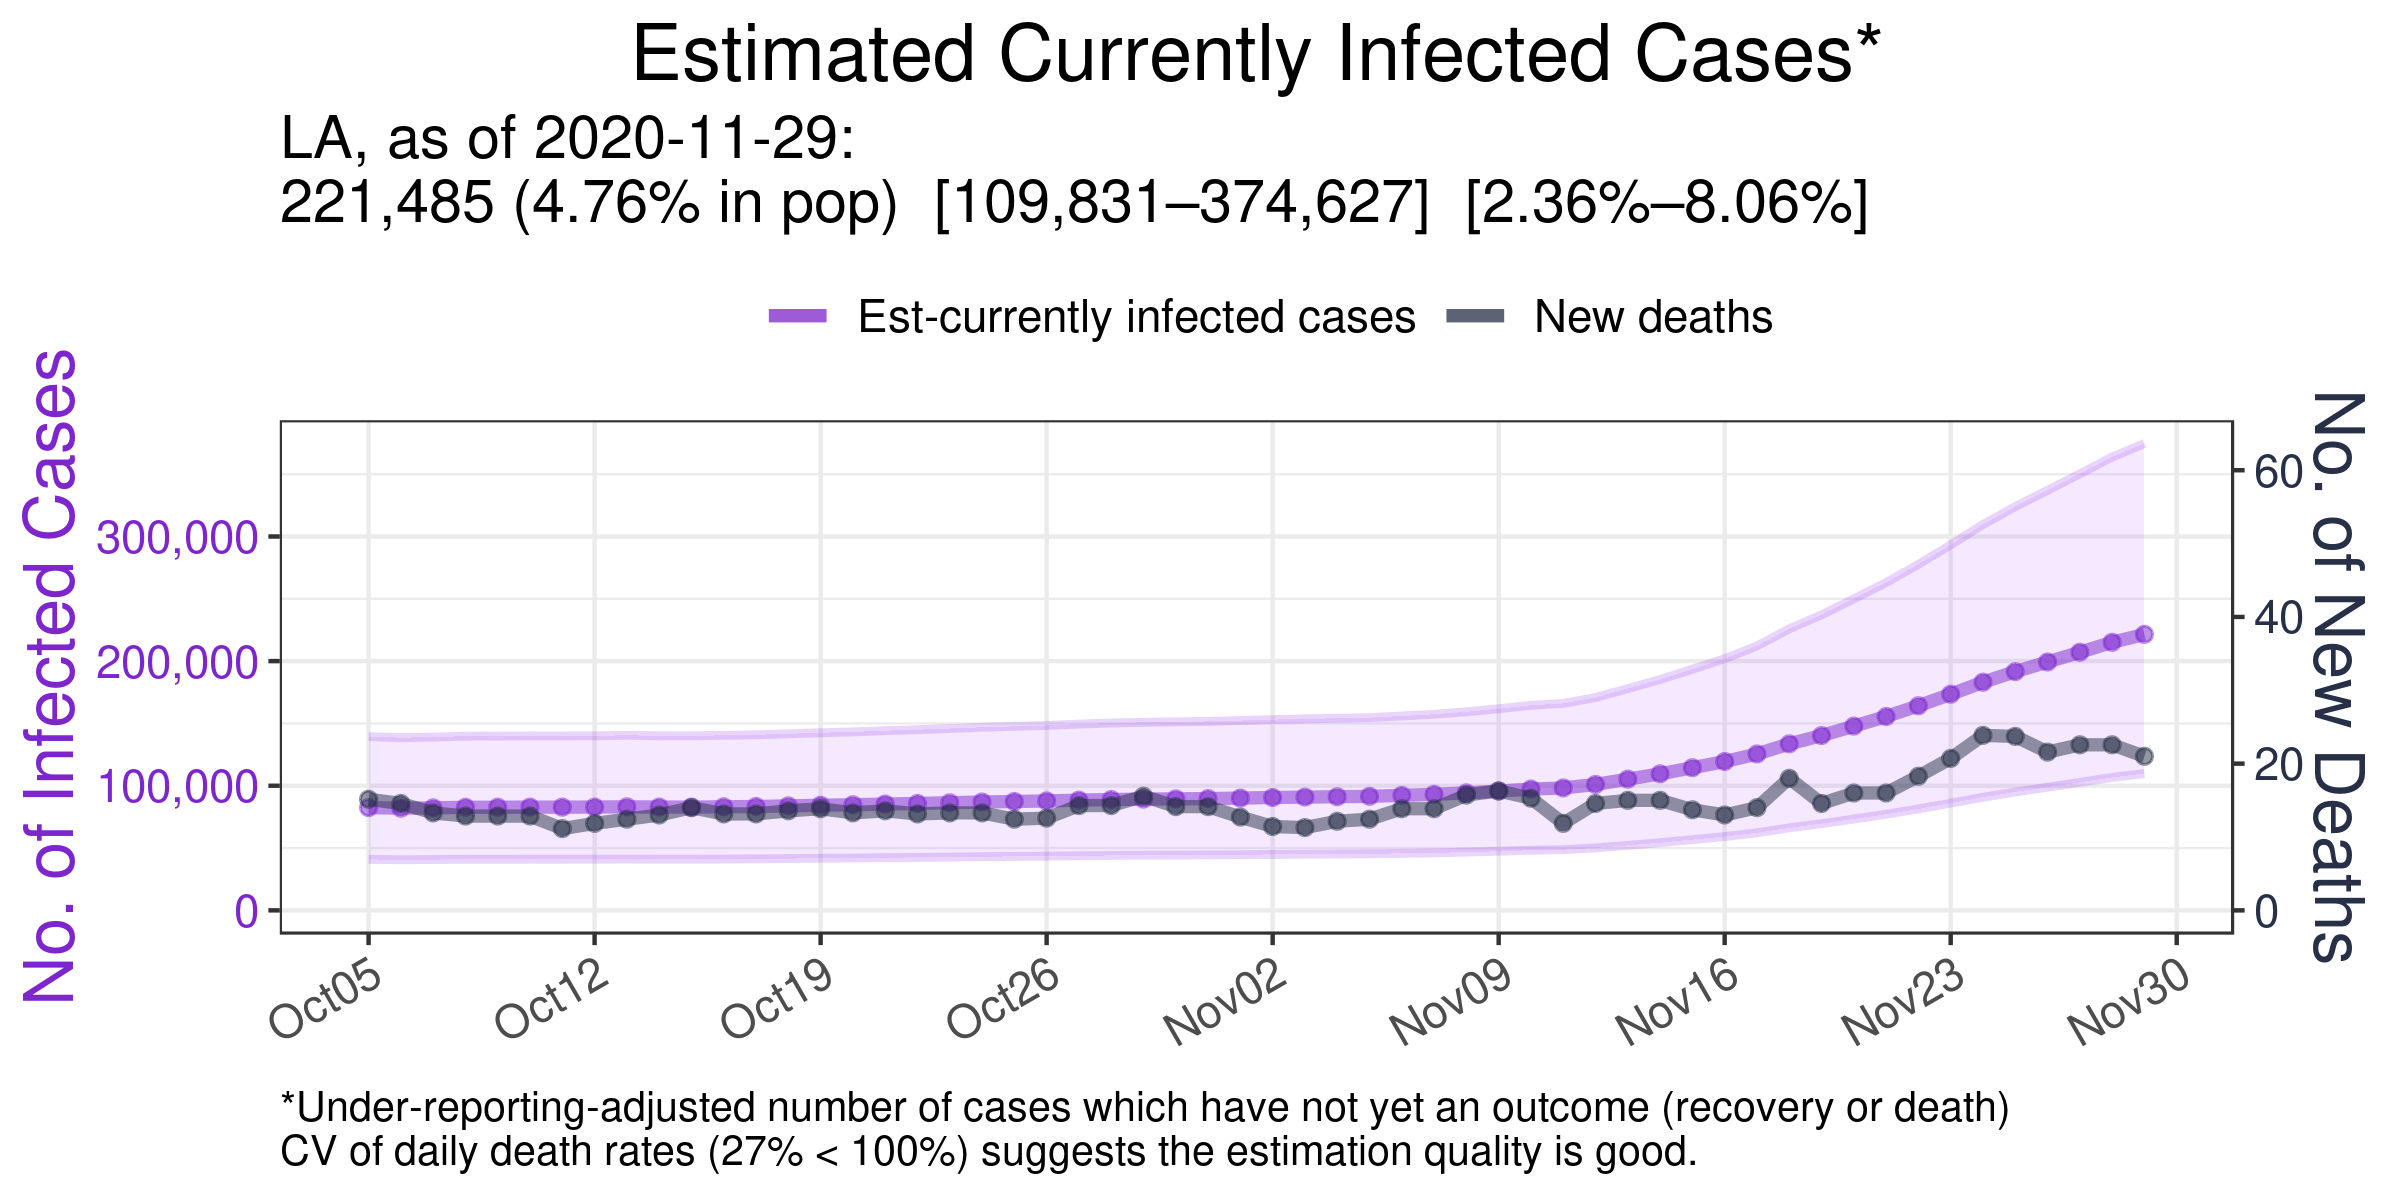 Estimated Currently Infected Cases*
LA, as of 2020-11-29:
221,485 (4.76% in pop)  [109,831–374,627]  [2.36%–8.06%]
Est-currently infected cases
New deaths
No. of Infected Cases
300,000
200,000
100,000
0
60
40
20
0
No. of New Deaths
Oct05
Oct12
Oct19
Oct26
Nov02
Nov09
Nov16
Nov23
Nov30
*Under-reporting-adjusted number of cases which have not yet an outcome (recovery or death)
CV of daily death rates (27% < 100%) suggests the estimation quality is good.